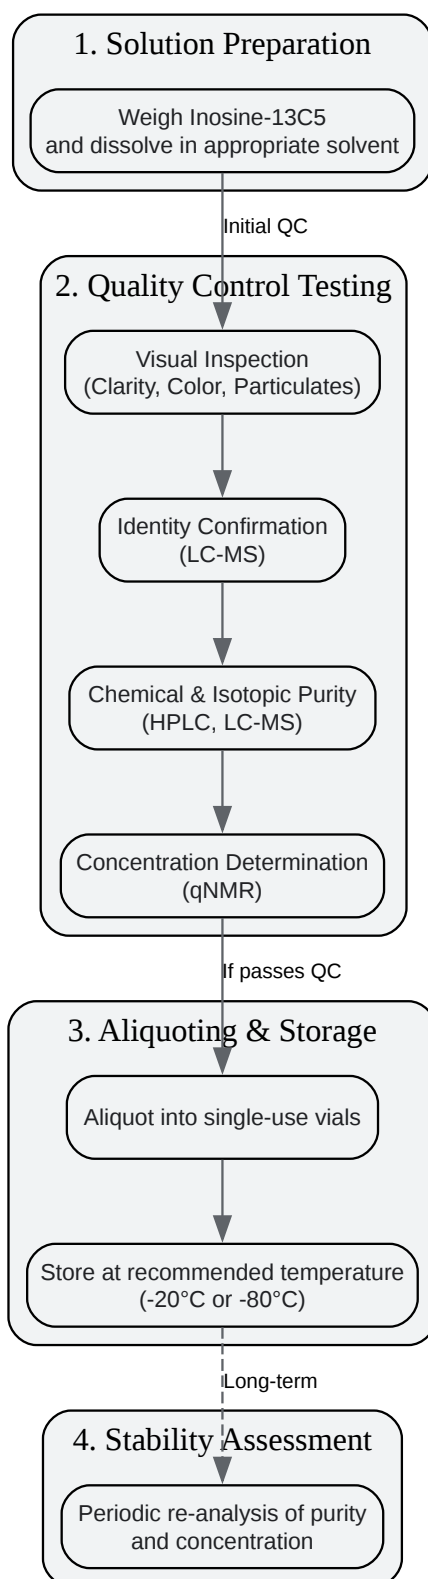 1. Solution Preparation
Weigh Inosine-13C5
and dissolve in appropriate solvent
Initial QC
2. Quality Control Testing
Visual Inspection
(Clarity, Color, Particulates)
Identity Confirmation
(LC-MS)
Chemical & Isotopic Purity
(HPLC, LC-MS)
Concentration Determination
(qNMR)
If passes QC
3. Aliquoting & Storage
Aliquot into single-use vials
Store at recommended temperature
(-20°C or -80°C)
Long-term
4. Stability Assessment
Periodic re-analysis of purity
and concentration